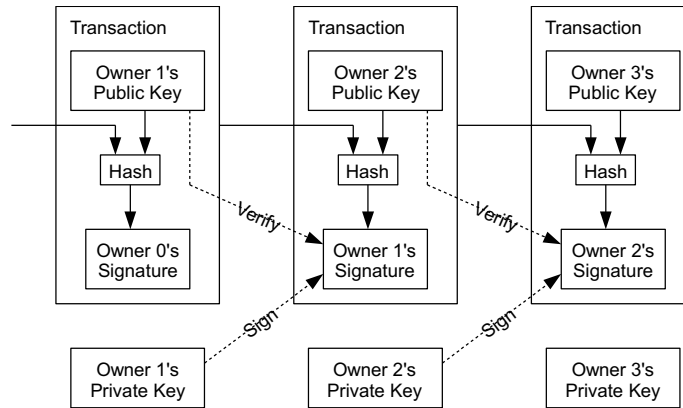 Transaction
Owner 1's
Public Key
Hash
Owner 0's
Signature
Transaction
Owner 2's
Public Key
Hash
Verify
Owner 1's
Signature
Transaction
Owner 3's
Public Key
Hash
Verify
Owner 2's
Signature
Owner 1's
Private Key
Sign
Owner 2's
Private Key
Sign
Owner 3's
Private Key